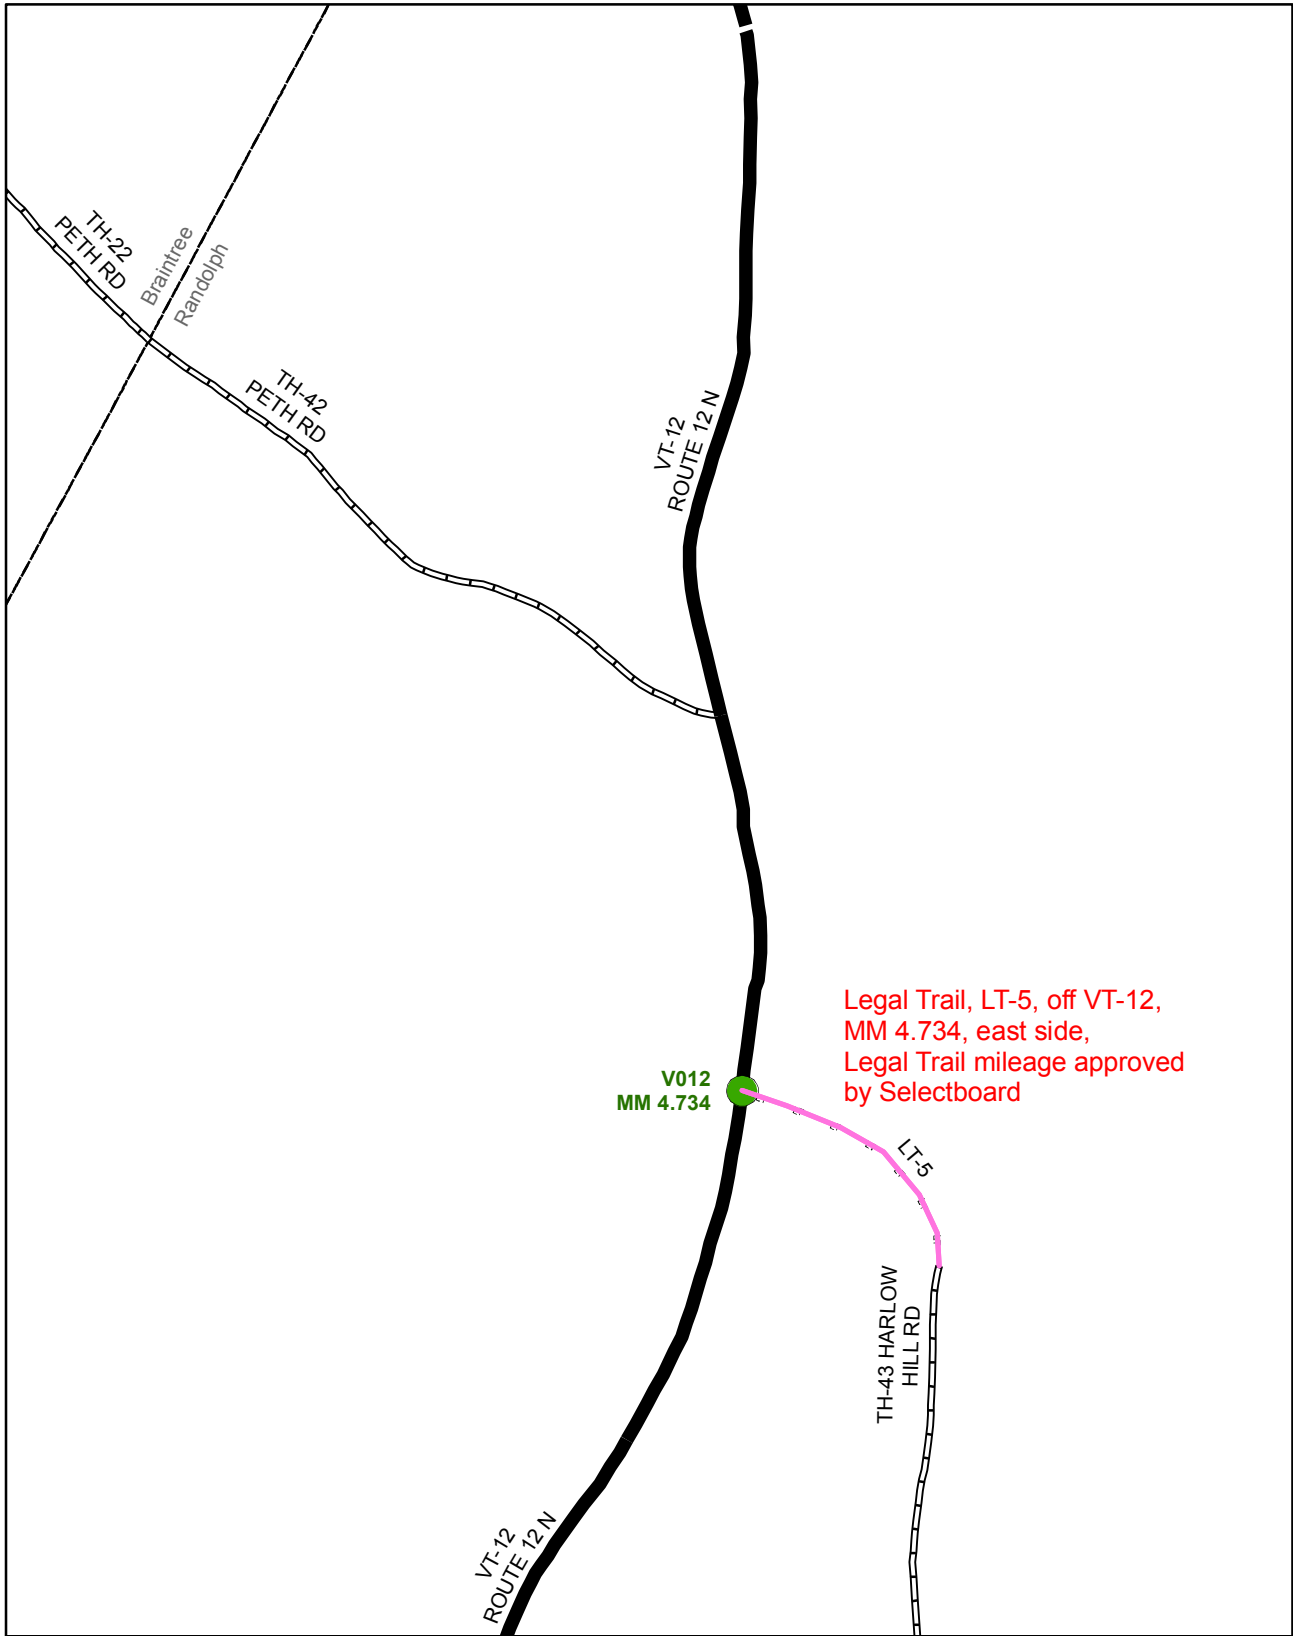 TH-22
PETH RD
Braintree
Randolph
TH-42
PETH RD
VT-12
ROUTE 12 N
Legal Trail, LT-5, off VT-12,
MM 4.734, east side,
Legal Trail mileage approved
by Selectboard
V012
MM 4.734
LT-5
TH-43 HARLOW
HILL RD
VT-12
ROUTE 12 N